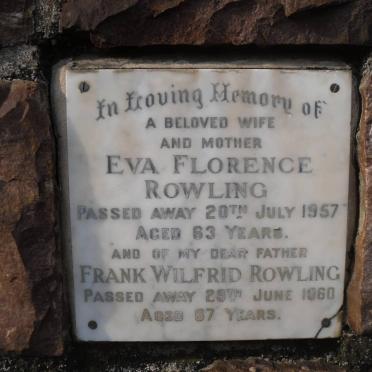 In Loving Memory of
A BELOVED WIFE
AND MOTHER
EVA FLORENCE
ROWLING
PASSED AWAY 20TH JULY 1957
AGED 63 YEARS.
AND OF MY DEAR FATHER
FRANK WILFRID ROWLING
PASSED AWAY JUNE 1960
AGED 67 YEARS.